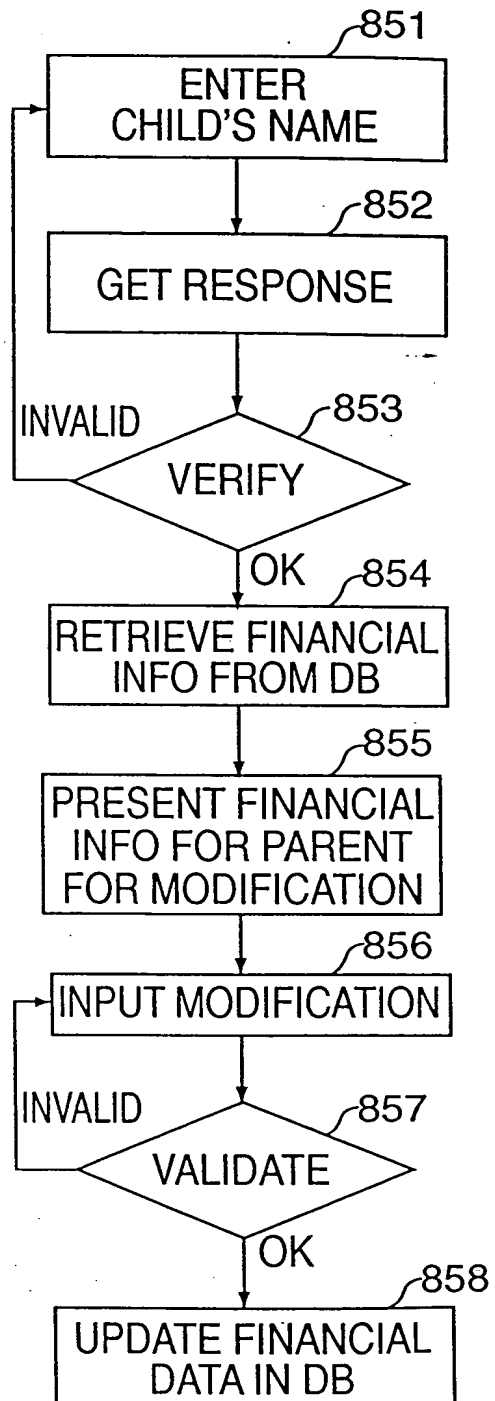 851
ENTER
CHILD'S NAME
852
GET RESPONSE
853
INVALID
VERIFY
OK
854
RETRIEVE FINANCIAL
INFO FROM DB
855
PRESENT FINANCIAL
INFO FOR PARENT
FOR MODIFICATION
856
INPUT MODIFICATION
INVALID
857
VALIDATE
OK
858
UPDATE FINANCIAL
DATA IN DB